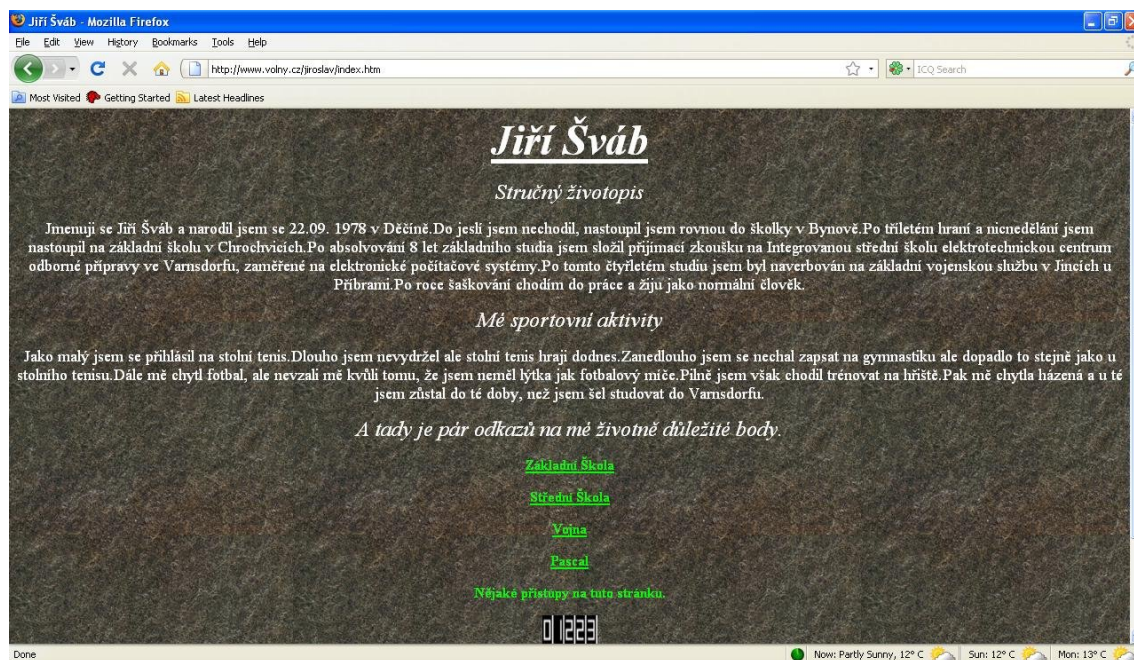 Jiří Šváb - Mozilla Firefox
File Edit View History Bookmarks Tools Help
http://www.volny.cz/jiroslav/index.htm
ICQ Search
Most Visited Getting Started Latest Headlines
Jiří Šváb
Stručný životopis
Jmenuji se Jiří Šváb a narodil jsem se 22.09. 1978 v Děčíně.Do jeslí jsem nechodil, nastoupil jsem rovnou do školky v Bynově.Po tříletém hraní a nicnedělání jsem
nastoupil na základní školu v Chrochvicích.Po absolvování 8 let základního studia jsem složil přijímací zkoušku na Integrovanou střední školu elektrotechnickou centrum
odborné přípravy ve Varnsdorfu, zaměřené na elektronické počítačové systémy.Po tomto čtyřletém studiu jsem byl naverbován na základní vojenskou službu v Jincích u
Příbrami.Po roce šaškování chodím do práce a žiju jako normální člověk.
Mé sportovní aktivity
Jako malý jsem se přihlásil na stolní tenis.Dlouho jsem nevydržel ale stolní tenis hraji dodnes.Zanedlouho jsem se nechal zapsat na gymnastiku ale dopadlo to stejně jako u
stolního tenisu.Dále mě chytl fotbal, ale nevzali mě kvůli tomu, že jsem neměl lýtka jak fotbalový míče.Pilně jsem však chodil trénovat na hřiště.Pak mě chytla házená a u té
jsem zůstal do té doby, než jsem šel studovat do Varnsdorfu.
A tady je pár odkazů na mé životně důležité body.
Základní Škola
Střední Škola
Vojna
Pascal
Nějaké přístupy na tuto stránku.
01223
Done Now: Partly Sunny, 12° C Sun: 12° C Mon: 13° C